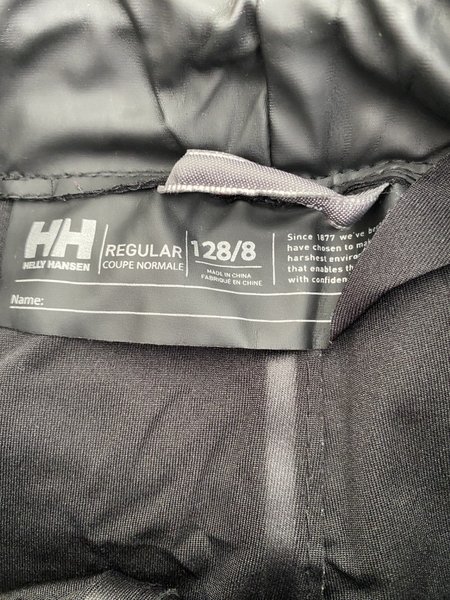 HH
HELLY HANSEN
REGULAR
COUPE NORMALE
128/8
MADE IN CHINA
FABRIQUÉ EN CHINE
Since 1877 we've
have chosen to
harshest
that enables
with
Name: